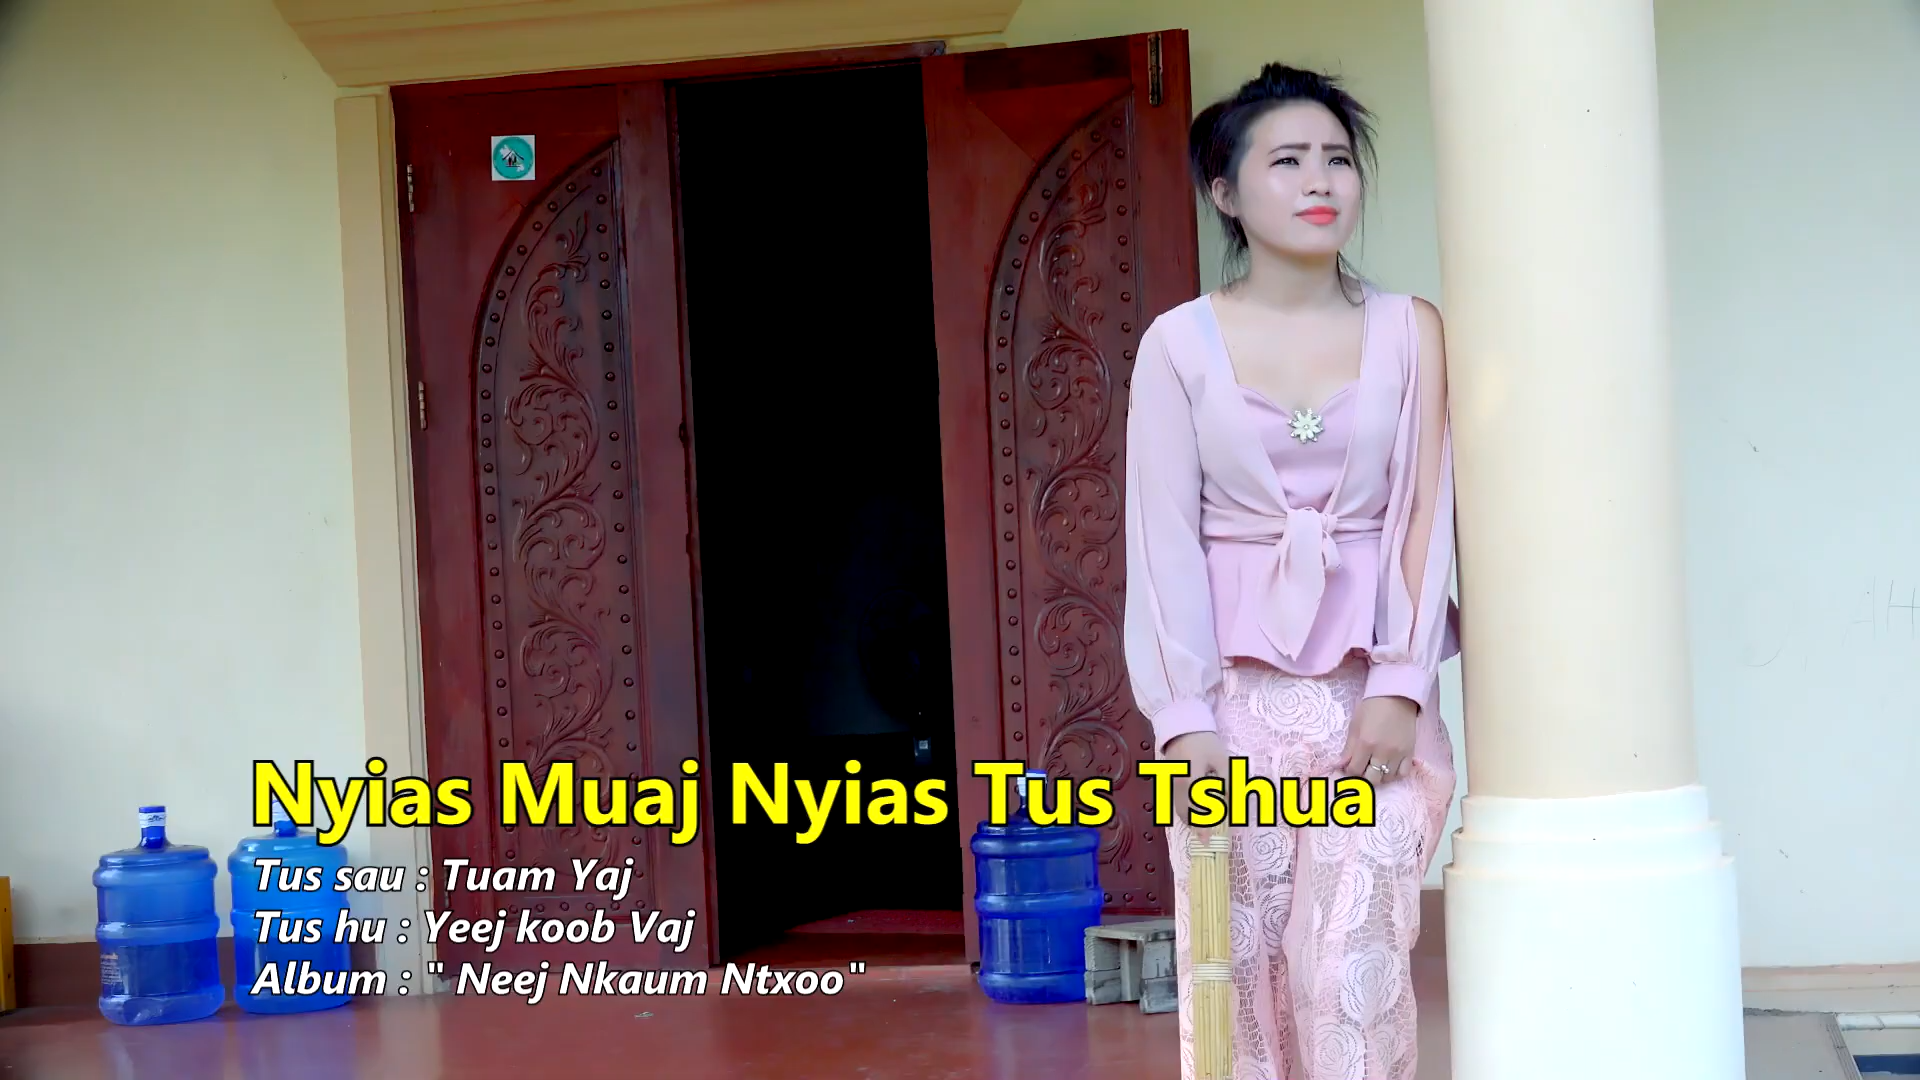 Nyias Muaj Nyias Tus Tshua
Tus sau : Tuam Yaj
Tus hu : Yeej koob Vaj
Album : " Neej Nkaum Ntxoo"